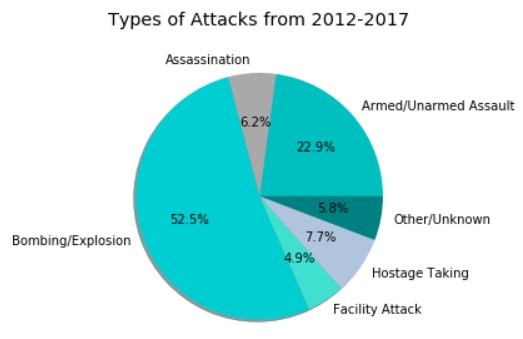 Types of Attacks from 2012-2017
Assassination
6.2%
Armed/Unarmed Assault
22.9%
52.5%
5.8%
Other/Unknown
Bombing/Explosion
7.7%
4.9%
Hostage Taking
Facility Attack